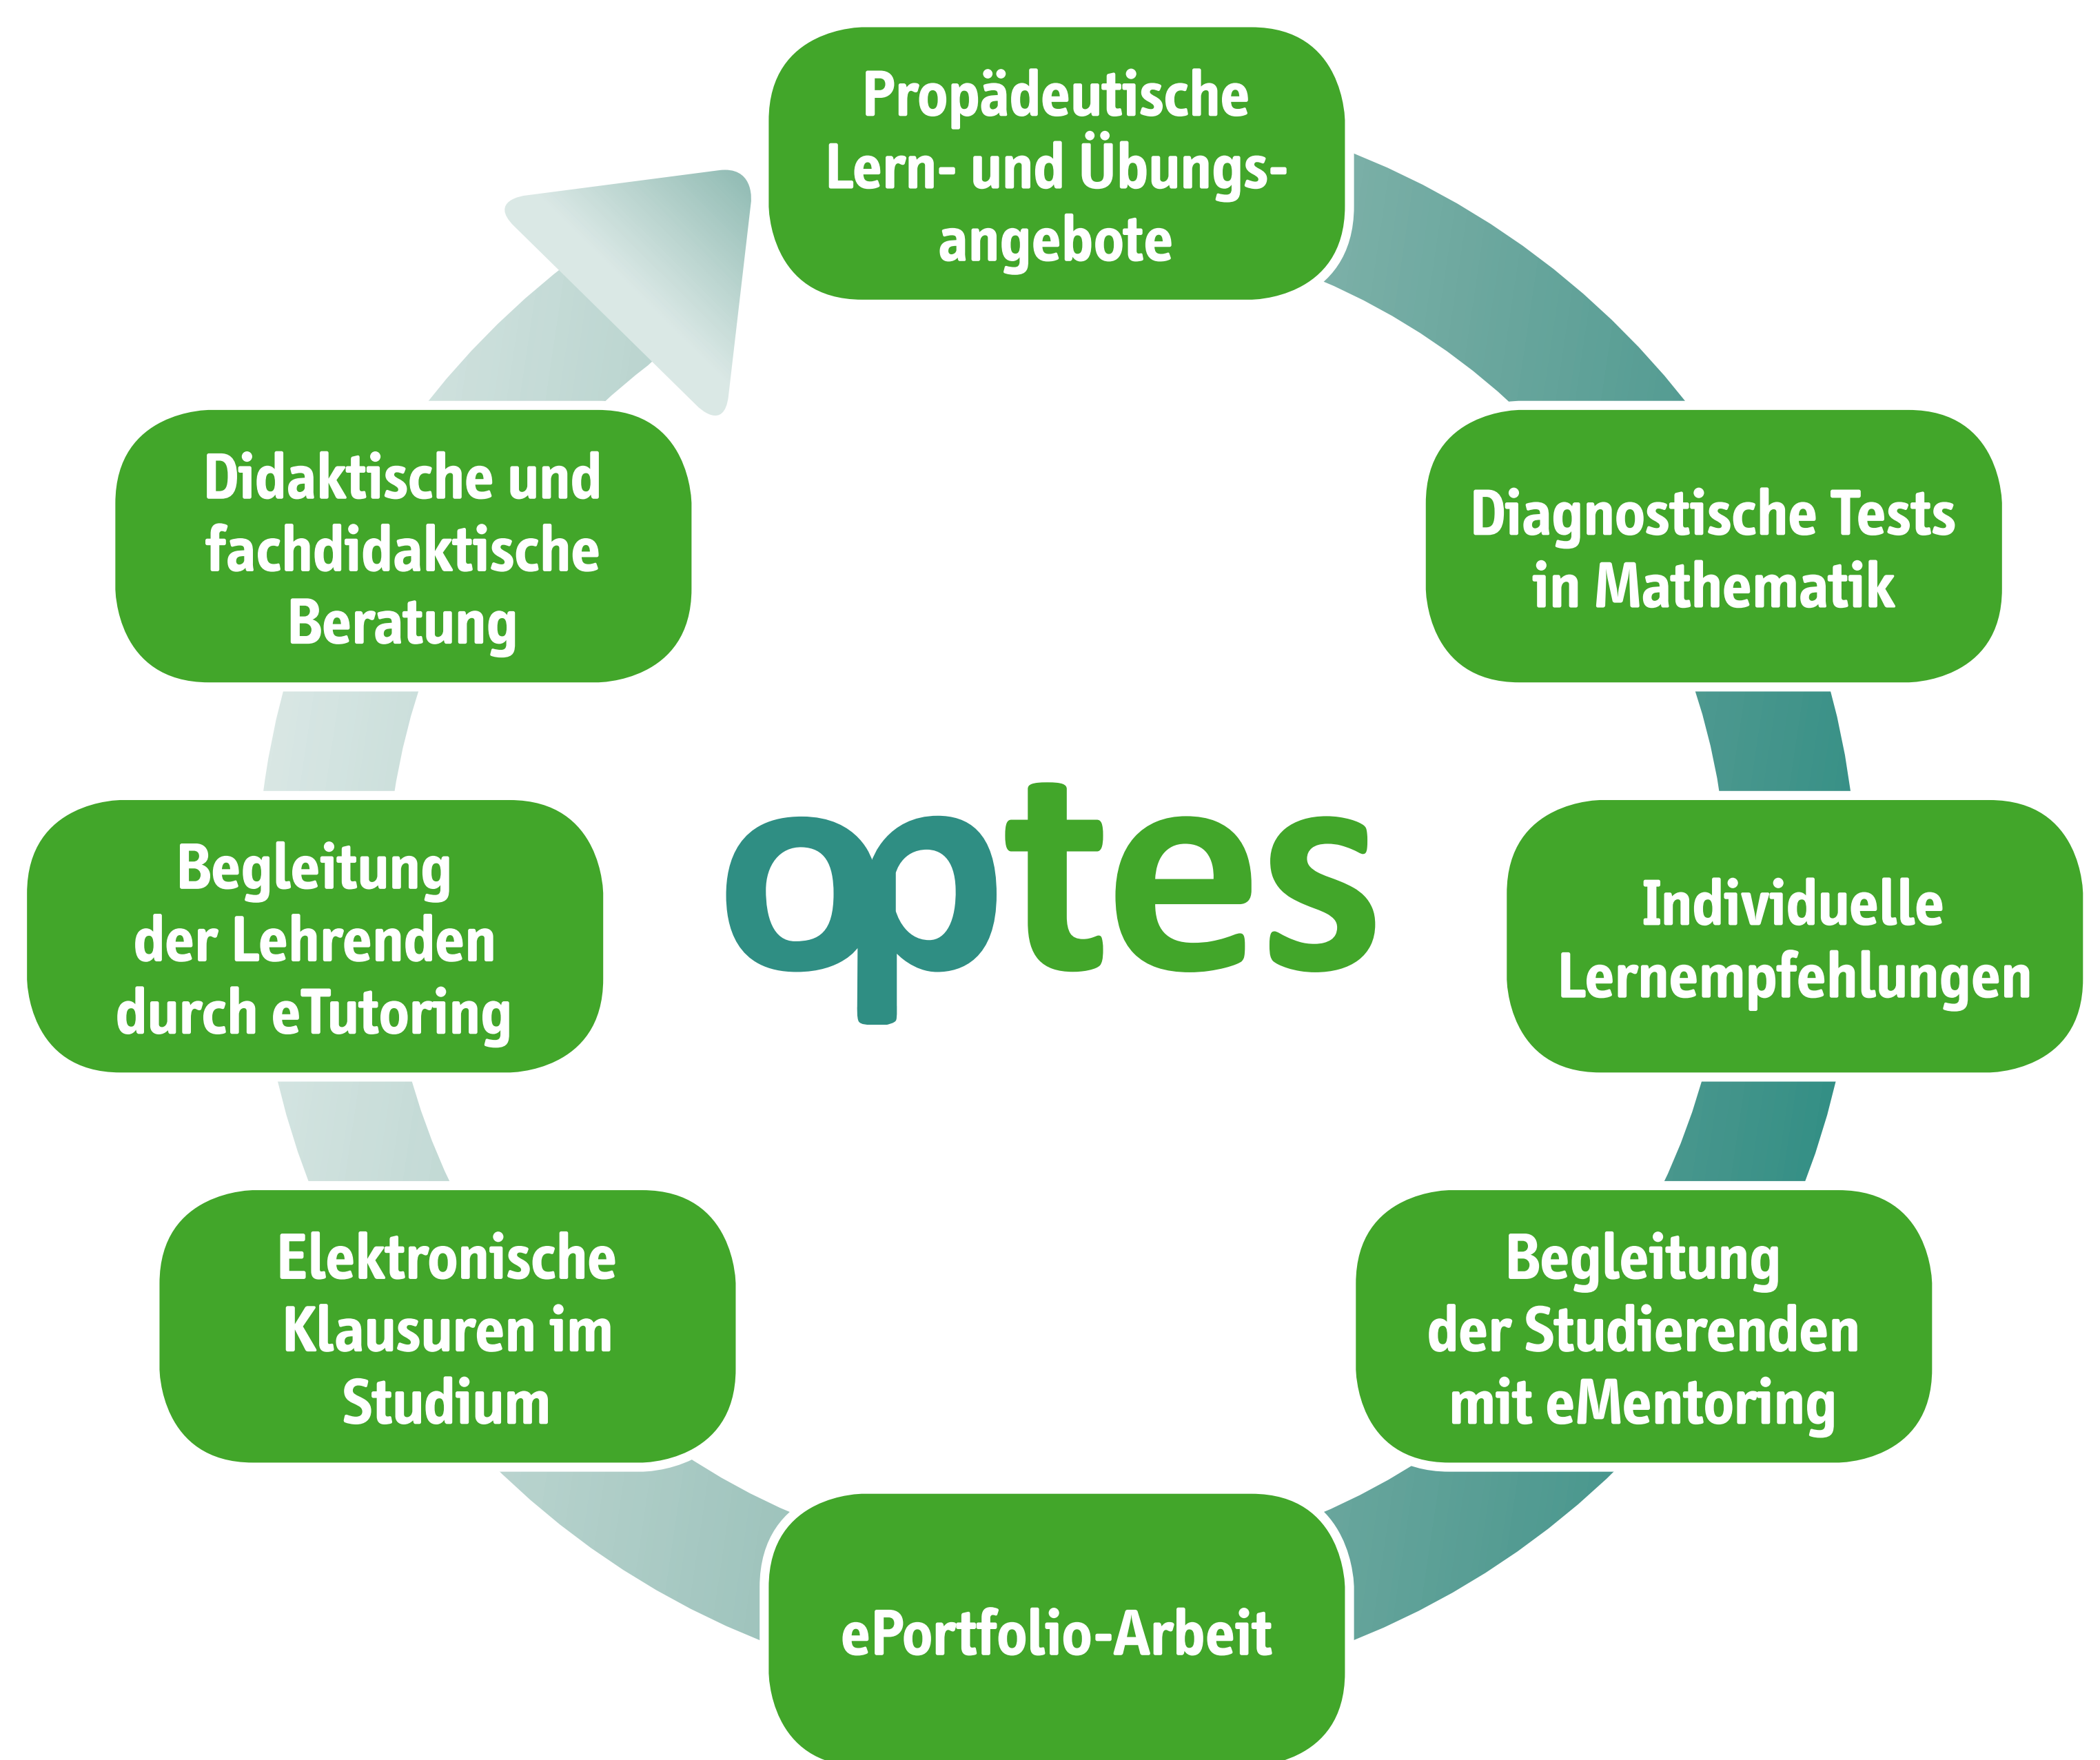 Propädeutische
Lern- und Übungs-
angebote
Diagnostische Tests
in Mathematik
Individuelle
Lernempfehlungen
Begleitung
der Studierenden
mit eMentoring
ePortfolio-Arbeit
Elektronische
Klausuren im
Studium
Begleitung
der Lehrenden
durch eTutoring
Didaktische und
fachdidaktische
Beratung
optes